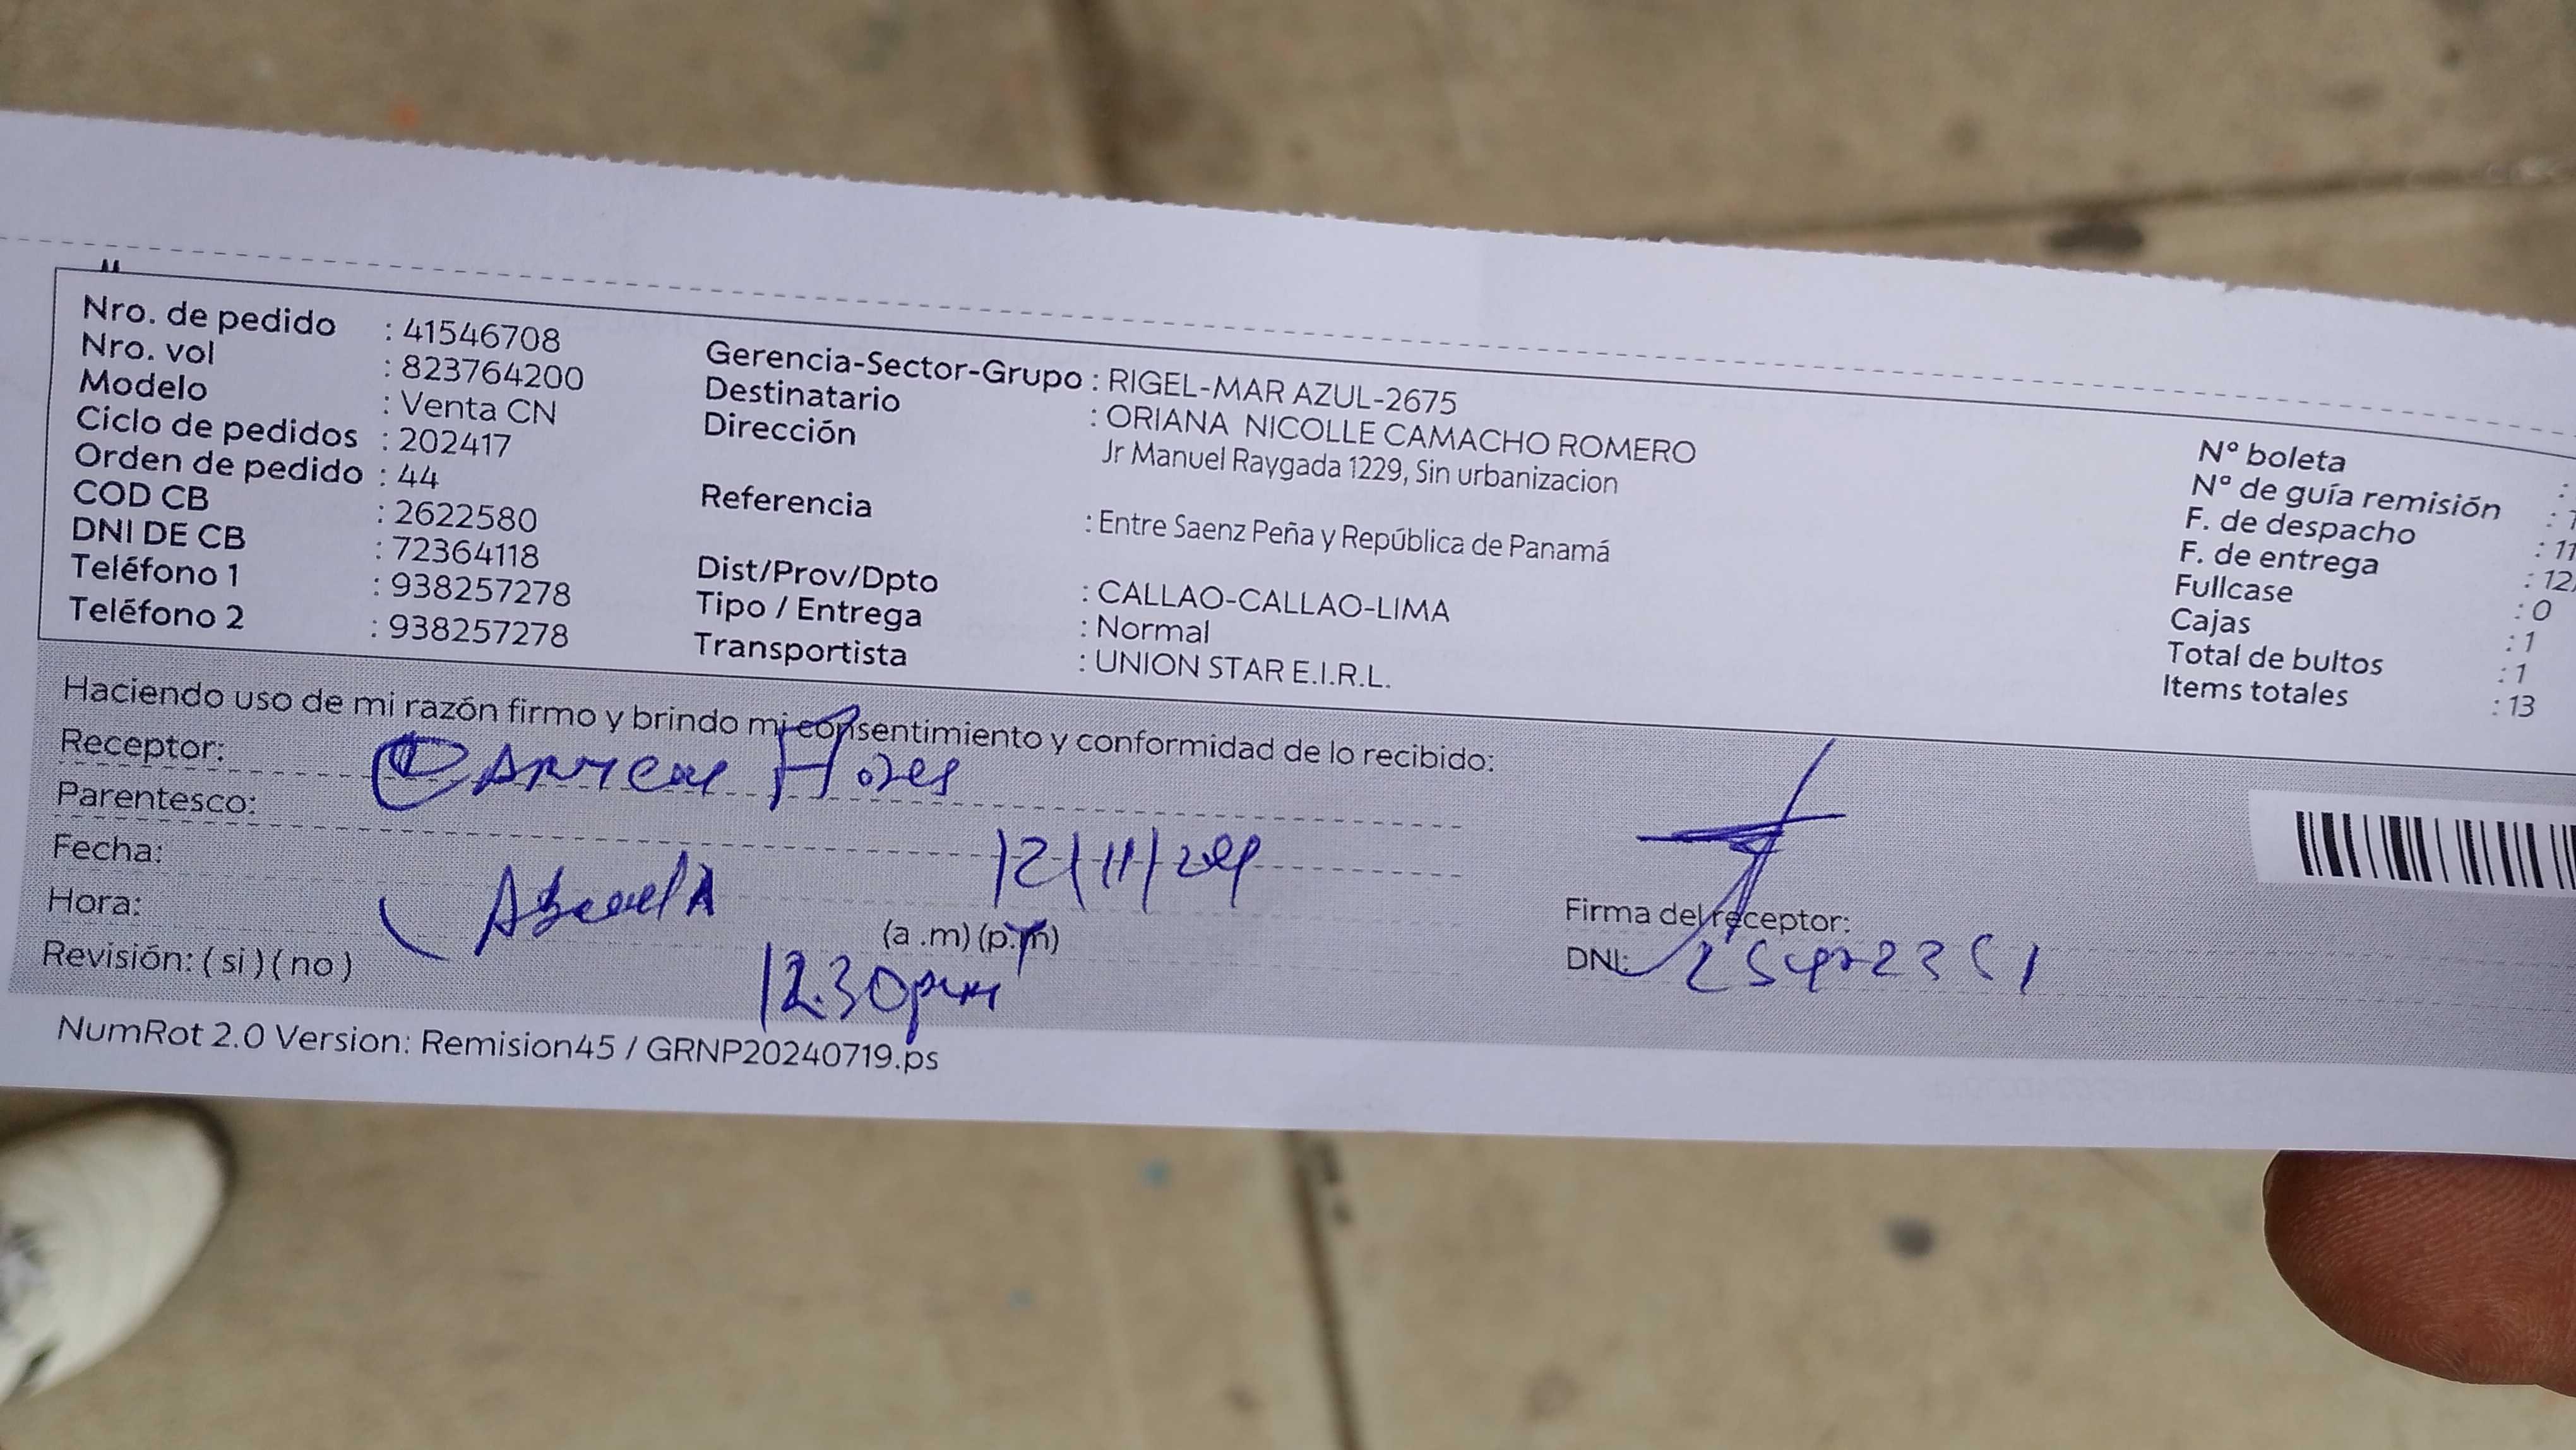 Nro. de pedido : 41546708
Nro. vol : 823764200
Modelo : Venta CN
Ciclo de pedidos : 202417
Orden de pedido : 44
COD CB : 2622580
DNI DE CB : 72364118
Teléfono 1 : 938257278
Teléfono 2 : 938257278
Gerencia-Sector-Grupo : RIGEL-MAR AZUL-2675
Destinatario : ORIANA NICOLLE CAMACHO ROMERO
Dirección Jr Manuel Raygada 1229, Sin urbanizacion
Referencia : Entre Saenz Peña y República de Panamá
Dist/Prov/Dpto : CALLAO-CALLAO-LIMA
Tipo / Entrega : Normal
Transportista : UNION STAR E.I.R.L.
N° boleta :
N° de guía remisión :
F. de despacho : 11
F. de entrega : 12
Fullcase : 0
Cajas : 1
Total de bultos : 1
Items totales : 13
Haciendo uso de mi razón firmo y brindo mi consentimiento y conformidad de lo recibido:
Receptor: Flores
Parentesco:
Fecha: Abuela 12/11/24
Hora: (a .m) (p.m)
12.30pm
Revisión: ( si ) ( no )
Firma del receptor:
DNI:
NumRot 2.0 Version: Remision45 / GRNP20240719.ps